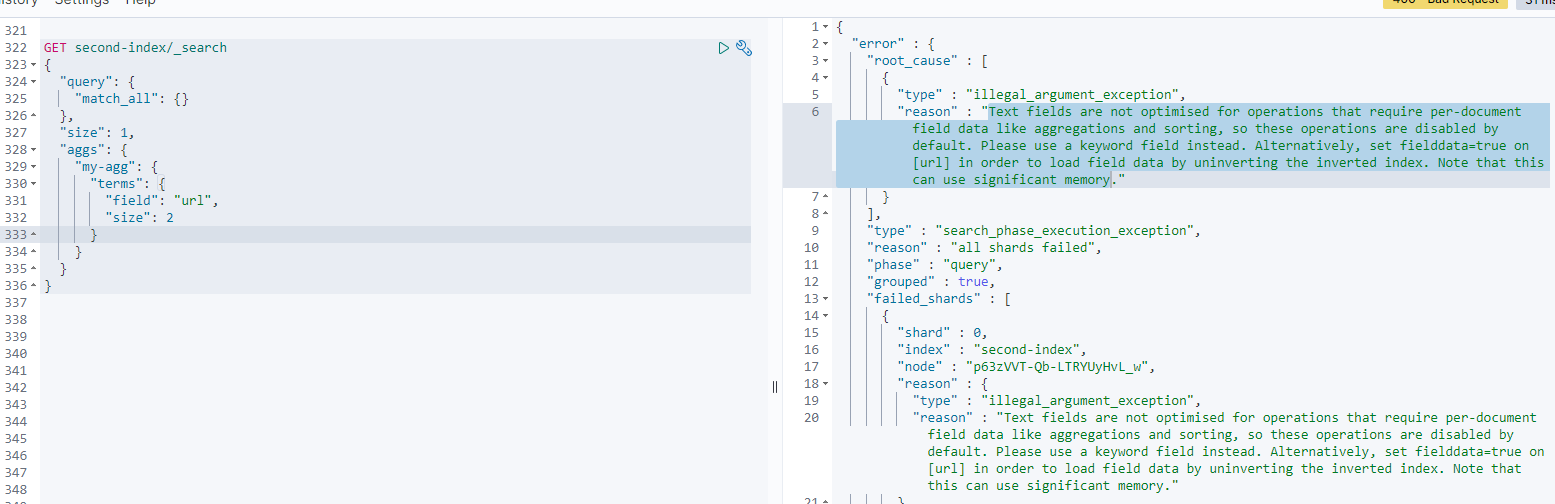 istory Settings Help
400 - Bad Request
321
322 GET second-index/_search
323 {
324 "query": {
325 "match_all": {}
326 },
327 "size": 1,
328 "aggs": {
329 "my-agg": {
330 "terms": {
331 "field": "url",
332 "size": 2
333 }
334 }
335 }
336 }
337
338
339
340
341
342
343
344
345
346
347
348
1 {
2 "error" : {
3 "root_cause" : [
4 {
5 "type" : "illegal_argument_exception",
6 "reason" : "Text fields are not optimised for operations that require per-document
field data like aggregations and sorting, so these operations are disabled by
default. Please use a keyword field instead. Alternatively, set fielddata=true on
[url] in order to load field data by uninverting the inverted index. Note that this
can use significant memory."
7 }
8 ],
9 "type" : "search_phase_execution_exception",
10 "reason" : "all shards failed",
11 "phase" : "query",
12 "grouped" : true,
13 "failed_shards" : [
14 {
15 "shard" : 0,
16 "index" : "second-index",
17 "node" : "p63zVVT-Qb-LTRYUyHvL_w",
18 "reason" : {
19 "type" : "illegal_argument_exception",
20 "reason" : "Text fields are not optimised for operations that require per-document
field data like aggregations and sorting, so these operations are disabled by
default. Please use a keyword field instead. Alternatively, set fielddata=true on
[url] in order to load field data by uninverting the inverted index. Note that
this can use significant memory."
21 }